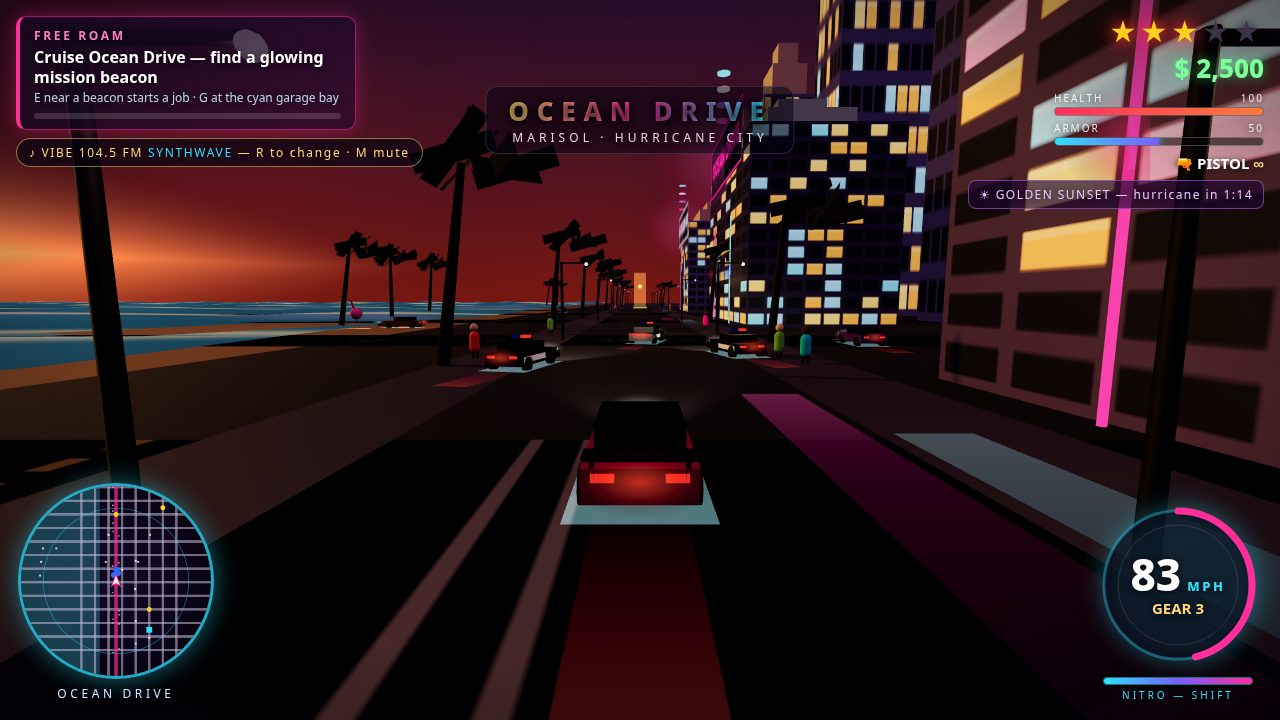 FREE ROAM
Cruise Ocean Drive — find a glowing
mission beacon
E near a beacon starts a job · G at the cyan garage bay
♪ VIBE 104.5 FM SYNTHWAVE — R to change · M mute
OCEAN DRIVE
MARISOL · HURRICANE CITY
$ 2,500
HEALTH 100
ARMOR 50
PISTOL ∞
☀ GOLDEN SUNSET — hurricane in 1:14
OCEAN DRIVE
83 MPH
GEAR 3
NITRO — SHIFT